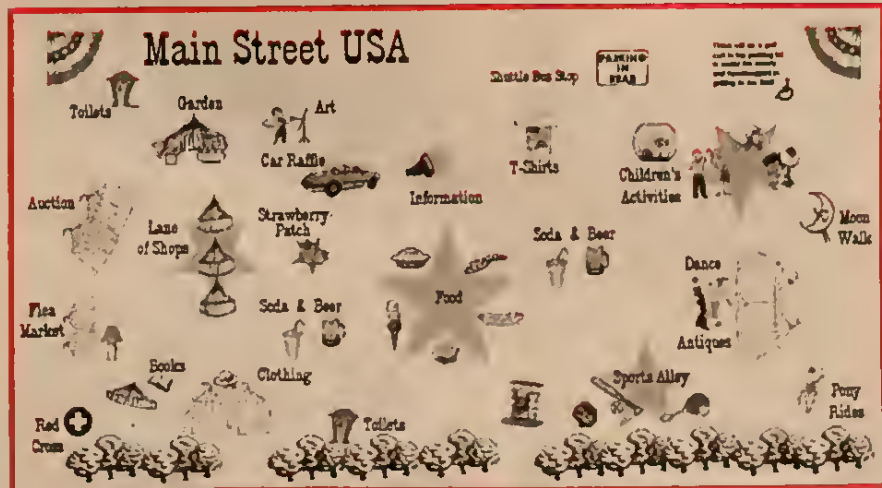 Main Street USA
PARKING
IN
REAR
Shuttle Bus Stop
Toilets
Garden
Art
Car Raffle
T-Shirts
Children's
Activities
Information
Auction
Lane
of Shops
Strawberry
Patch
Moon
Walk
Soda & Beer
Dance
Food
Flea
Market
Soda & Beer
Antiques
Books
Clothing
Sports Alley
Pony
Rides
Red
Cross
Toilets